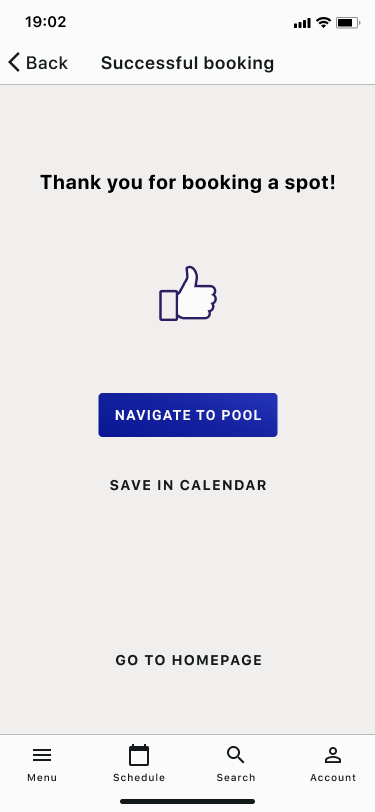 19:02
Back
Successful booking
Thank you for booking a spot!
NAVIGATE TO POOL
SAVE IN CALENDAR
GO TO HOMEPAGE
Menu
Schedule
Search
Account